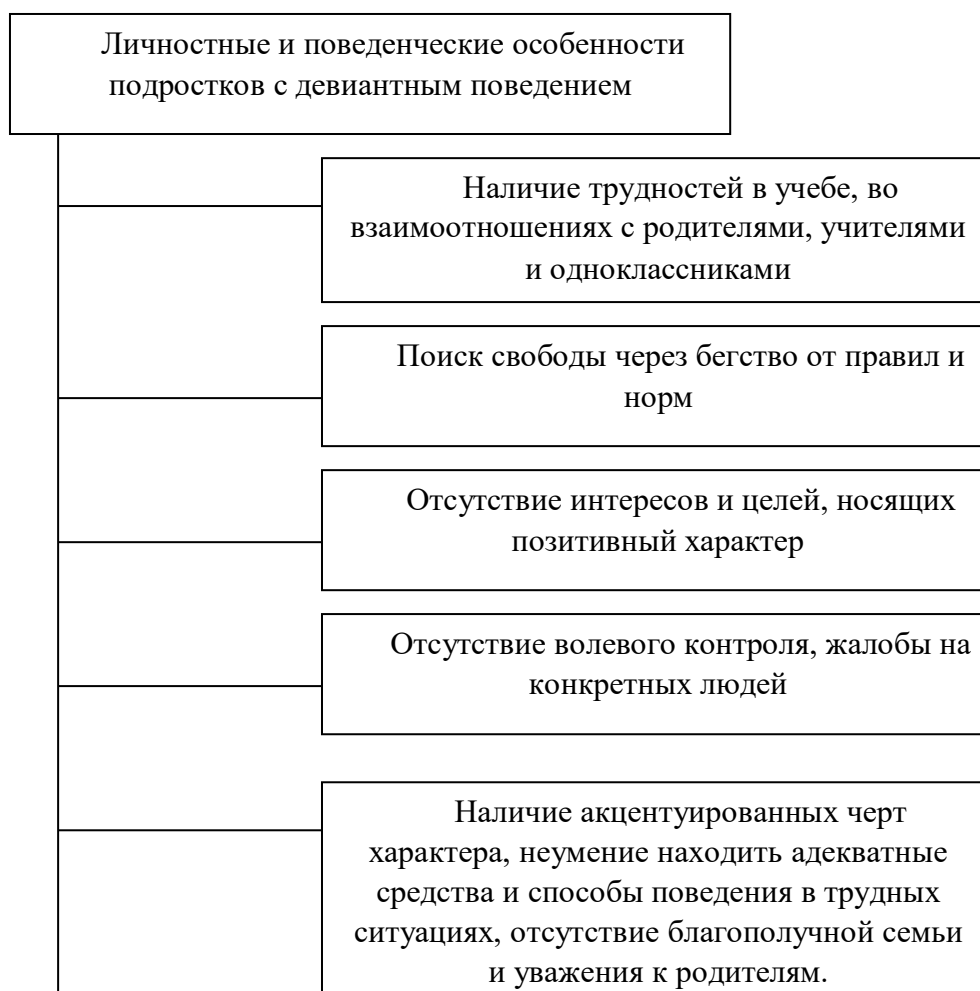 Личностные и поведенческие особенности
подростков с девиантным поведением
Наличие трудностей в учебе, во
взаимоотношениях с родителями, учителями
и одноклассниками
Поиск свободы через бегство от правил и
норм
Отсутствие интересов и целей, носящих
позитивный характер
Отсутствие волевого контроля, жалобы на
конкретных людей
Наличие акцентуированных черт
характера, неумение находить адекватные
средства и способы поведения в трудных
ситуациях, отсутствие благополучной семьи
и уважения к родителям.